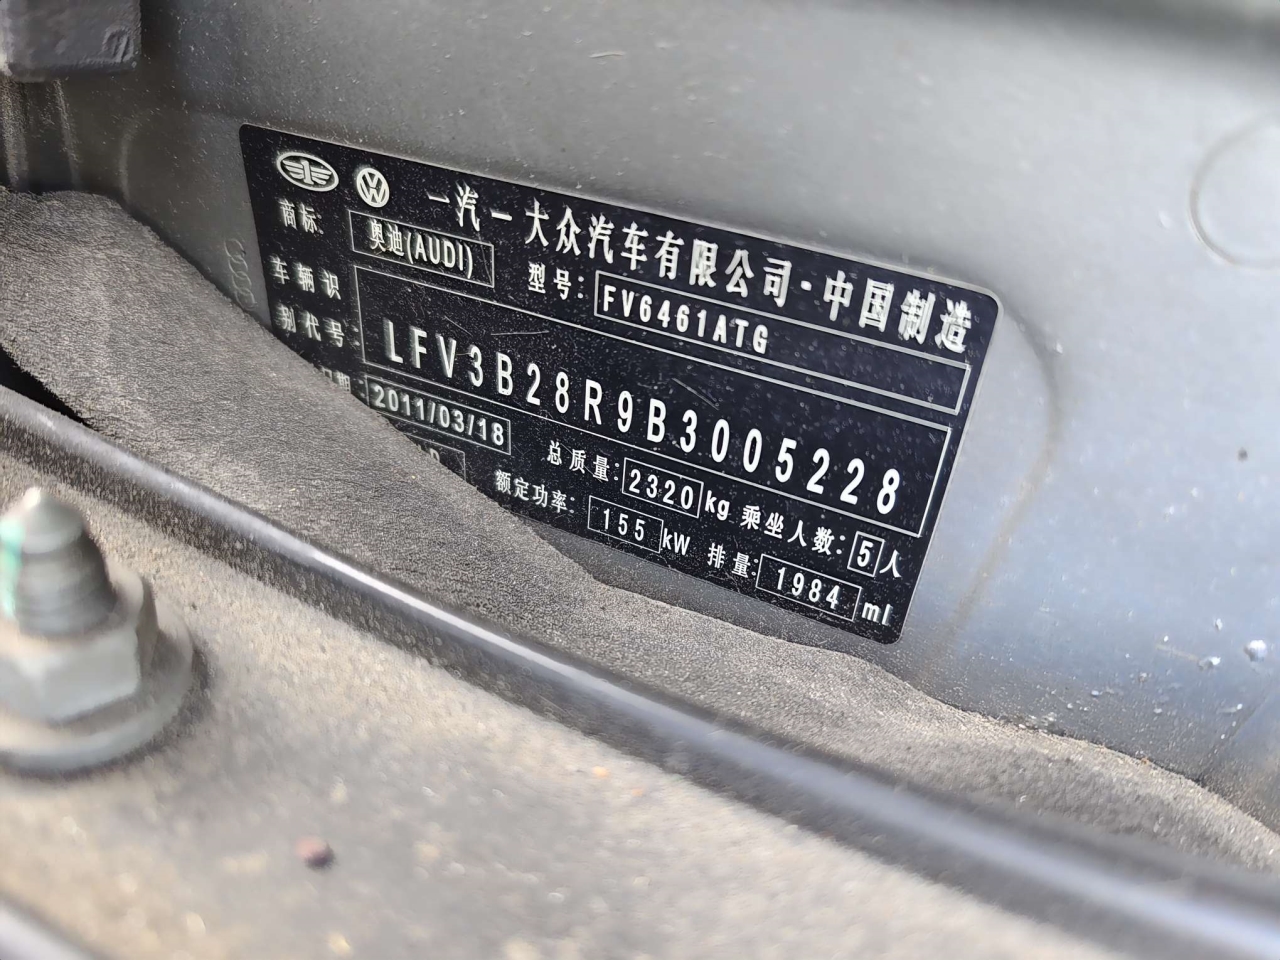 一汽－大众汽车有限公司·中国制造
商标: 奥迪(AUDI) 型号: FV6461ATG
车辆识别代号: LFV3B28R9B3005228
日期: 2011/03/18 总质量: 2320 kg 乘坐人数: 5 人
额定功率: 155 kW 排量: 1984 ml